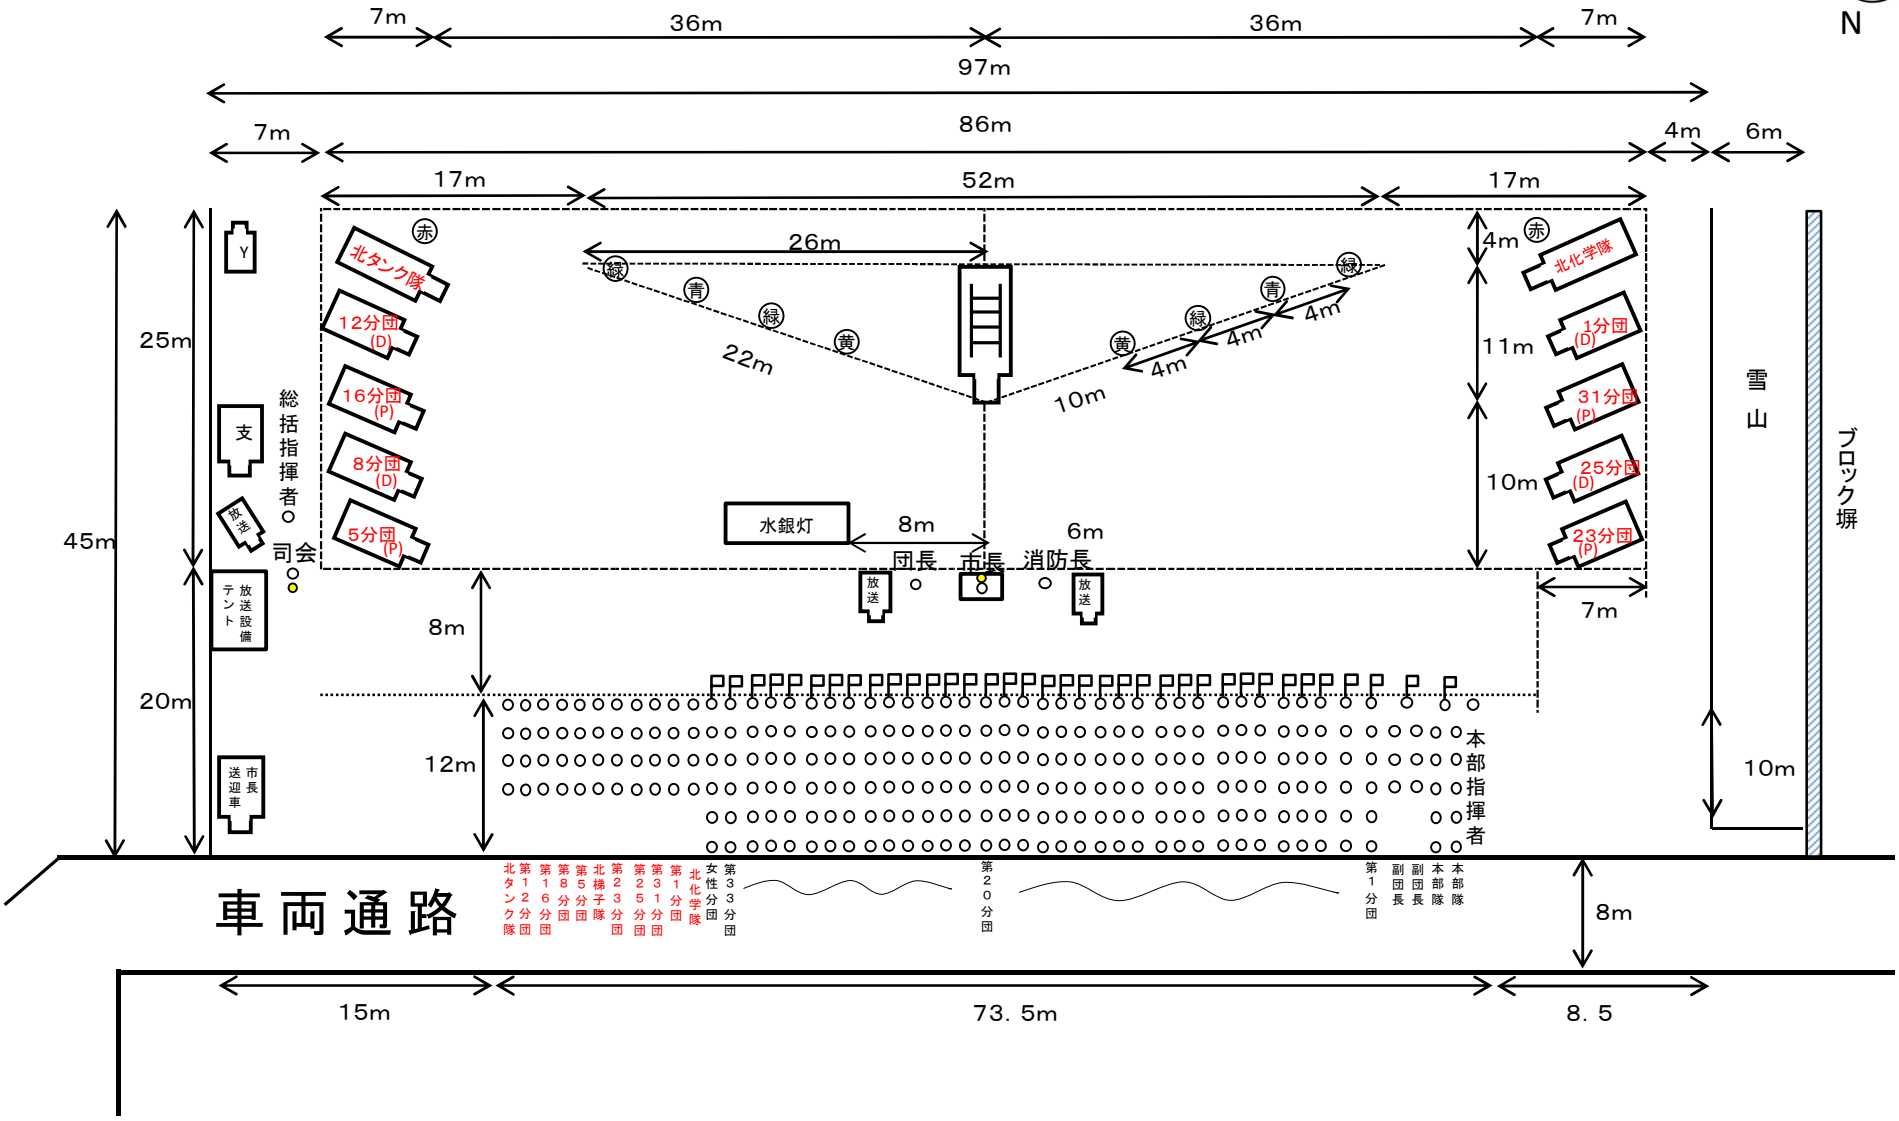 N
7m
36m
36m
7m
97m
7m
86m
4m
6m
17m
52m
17m
Y
赤
北タンク隊
26m
4m
赤
北化学隊
緑
青
緑
黄
緑
青
緑
黄
4m
4m
4m
22m
10m
11m
25m
12分団
(D)
1分団
(D)
16分団
(P)
31分団
(P)
雪山
ブロック塀
支
総括指揮者
8分団
(D)
25分団
(D)
10m
放送
5分団
(P)
23分団
(P)
水銀灯
8m
6m
45m
司会
団長
市長
消防長
放送
放送
放送設備
テント
7m
8m
20m
12m
本部指揮者
10m
市長
送迎車
車両通路
北タンク隊
第12分団
第16分団
第8分団
第5分団
北梯子隊
第23分団
第25分団
第31分団
第1分団
北化学隊
女性分団
第33分団
第20分団
第1分団
副団長
副団長
本部隊
本部隊
8m
15m
73.5m
8.5